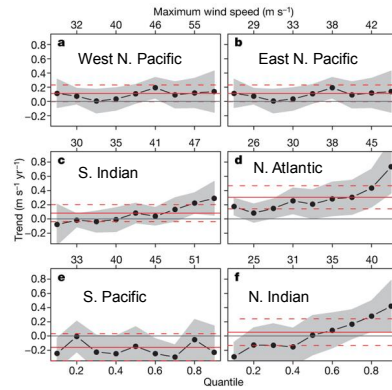 Maximum wind speed (m s⁻¹)
32 40 46 55 29 33 38 42
a West N. Pacific b East N. Pacific
0.8
0.6
0.4
0.2
0.0
−0.2
30 35 41 47 26 30 38 45
c S. Indian d N. Atlantic
0.8
0.6
0.4
0.2
0.0
−0.2
Trend (m s⁻¹ yr⁻¹)
33 39 45 51 28 31 35 40
e S. Pacific f N. Indian
0.8
0.6
0.4
0.2
0.0
−0.2
0.2 0.4 0.6 0.8 0.2 0.4 0.6 0.8
Quantile